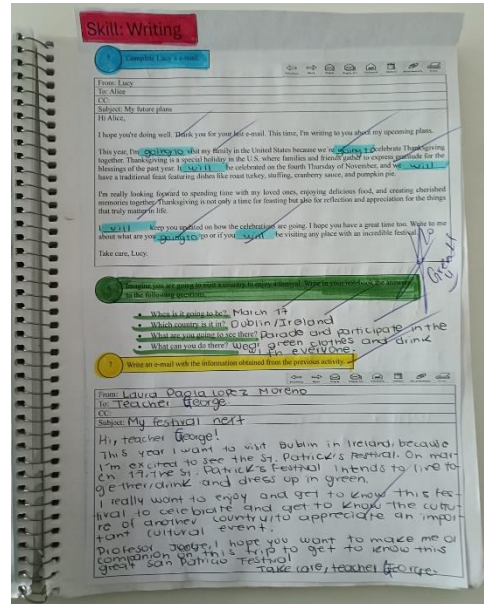 Skill: Writing
Complete Lucy's e-mail.
From: Lucy
To: Alice
CC:
Subject: My future plans
Hi Alice,
I hope you're doing well. Thank you for your last e-mail. This time, I'm writing to you about my upcoming plans.
This year, I'm going to visit my family in the United States because we're going to celebrate Thanksgiving
together. Thanksgiving is a special holiday in the U.S. where families and friends gather to express gratitude for the
blessings of the past year. It will be celebrated on the fourth Thursday of November, and we will
have a traditional feast featuring dishes like roast turkey, stuffing, cranberry sauce, and pumpkin pie.
I'm really looking forward to spending time with my loved ones, enjoying delicious food, and creating cherished
memories together. Thanksgiving is not only a time for feasting but also for reflection and appreciation for the things
that truly matter in life.
I will keep you updated on how the celebrations are going. I hope you have a great time too. Write to me
about what are you going to go or if you will be visiting any place with an incredible festival.
Take care, Lucy.
Great!
Imagine you are going to visit a country to enjoy a festival. Write in your notebook the answers
to the following questions.
When is it going to be? March 17
Which country is it in? Dublin/Ireland
What are you going to see there? Parade and participate in the
What can you do there? Wear green clothes and drink
with everyone.
7 Write an e-mail with the information obtained from the previous activity.
From: Laura Paola Lopez Moreno
To: Teacher George
CC:
Subject: My festival next
Hi, teacher George!
This year I want to visit Dublin in Ireland, because
I'm excited to see the St. Patrick's Festival. On mar-
ch 17, the St. Patrick's Festival intends to live to-
gether, drink and dress up in green.
I really want to enjoy and get to know this fes-
tival to celebrate and get to know the cultu-
re of another country, to appreciate an impor-
tant cultural event.
Profesor Jorge, I hope you want to make me a
companion on this trip to get to know this
great San Patricio Festival
Take care, teacher George.